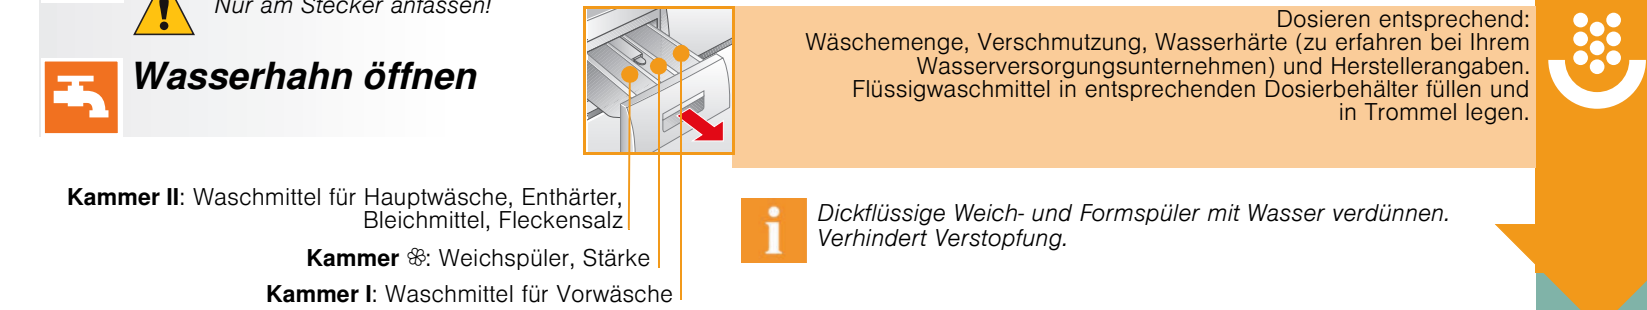 Nur am Stecker anfassen!
Wasserhahn öffnen
Dosieren entsprechend:
Wäschemenge, Verschmutzung, Wasserhärte (zu erfahren bei Ihrem
Wasserversorgungsunternehmen) und Herstellerangaben.
Flüssigwaschmittel in entsprechenden Dosierbehälter füllen und
in Trommel legen.
Kammer II: Waschmittel für Hauptwäsche, Enthärter,
Bleichmittel, Fleckensalz
Kammer ꕤ: Weichspüler, Stärke
Kammer I: Waschmittel für Vorwäsche
Dickflüssige Weich- und Formspüler mit Wasser verdünnen.
Verhindert Verstopfung.